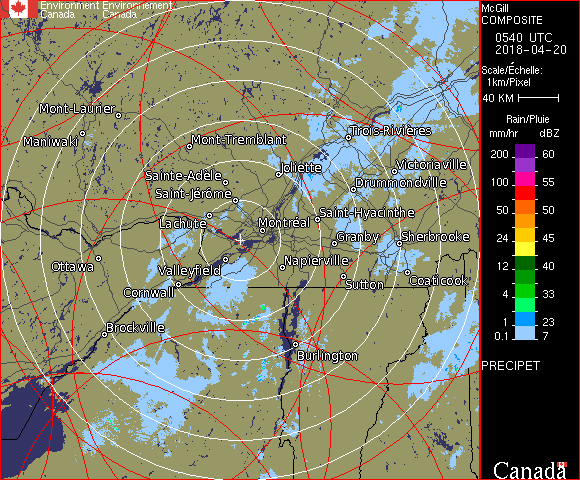 Environment Environnement
Canada Canada
McGill
COMPOSITE
0540 UTC
2018-04-20
Scale/Échelle:
1km/Pixel
40 KM
Rain/Pluie
mm/hr dBZ
200 60
150 57
100 55
50 50
24 45
12 40
4 33
1 23
0.1 7
PRECIPET
Canada
Mont-Laurier
Maniwaki
Mont-Tremblant
Trois-Rivières
Joliette
Victoriaville
Sainte-Adèle
Drummondville
Saint-Jérôme
Saint-Hyacinthe
Lachute
Montréal
Granby
Sherbrooke
Ottawa
Valleyfield
Napierville
Cornwall
Sutton
Coaticook
Brockville
Burlington